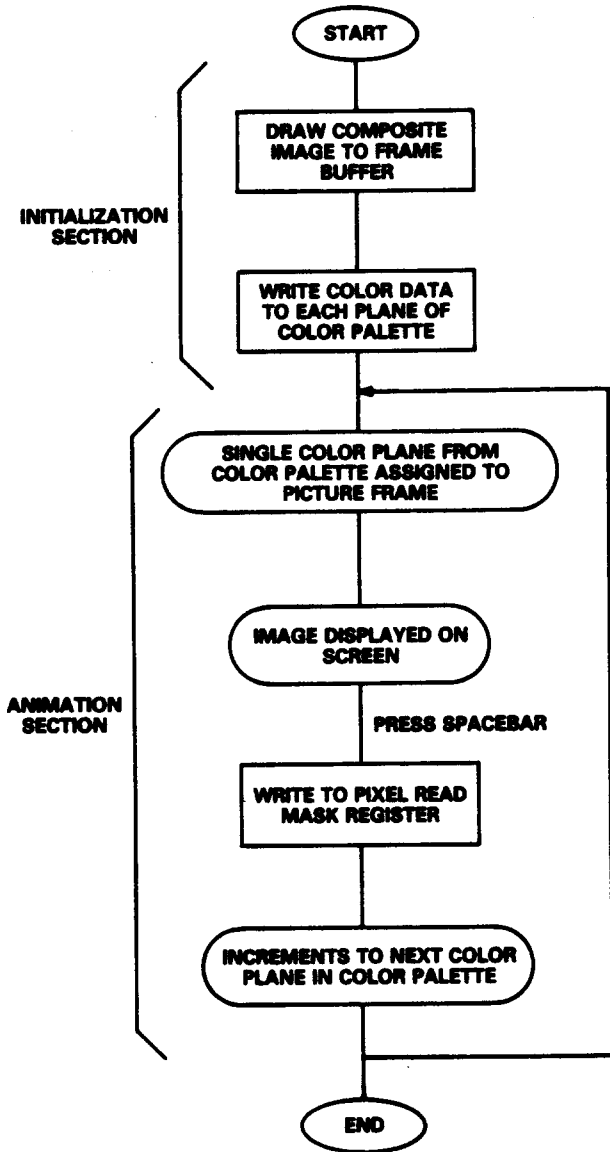 START
DRAW COMPOSITE
IMAGE TO FRAME
BUFFER
INITIALIZATION
SECTION
WRITE COLOR DATA
TO EACH PLANE OF
COLOR PALETTE
SINGLE COLOR PLANE FROM
COLOR PALETTE ASSIGNED TO
PICTURE FRAME
IMAGE DISPLAYED ON
SCREEN
ANIMATION
SECTION
PRESS SPACEBAR
WRITE TO PIXEL READ
MASK REGISTER
INCREMENTS TO NEXT COLOR
PLANE IN COLOR PALETTE
END